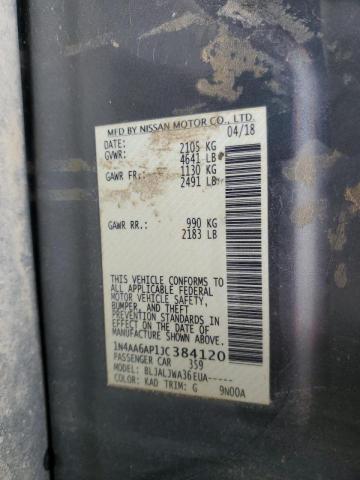 MFD BY NISSAN MOTOR CO., LTD.
DATE: 04/18
GVWR: 2105 KG
4641 LB
GAWR FR.: 1130 KG
2491 LB
GAWR RR.: 990 KG
2183 LB
THIS VEHICLE CONFORMS TO
ALL APPLICABLE FEDERAL
MOTOR VEHICLE SAFETY,
BUMPER, AND THEFT
PREVENTION STANDARDS
IN EFFECT ON THE DATE OF
MANUFACTURE SHOWN ABOVE.
1N4AA6AP1JC384120
PASSENGER CAR 359
MODEL: BLJALJWA36EUA-----
COLOR: KAD TRIM: G 9N00A